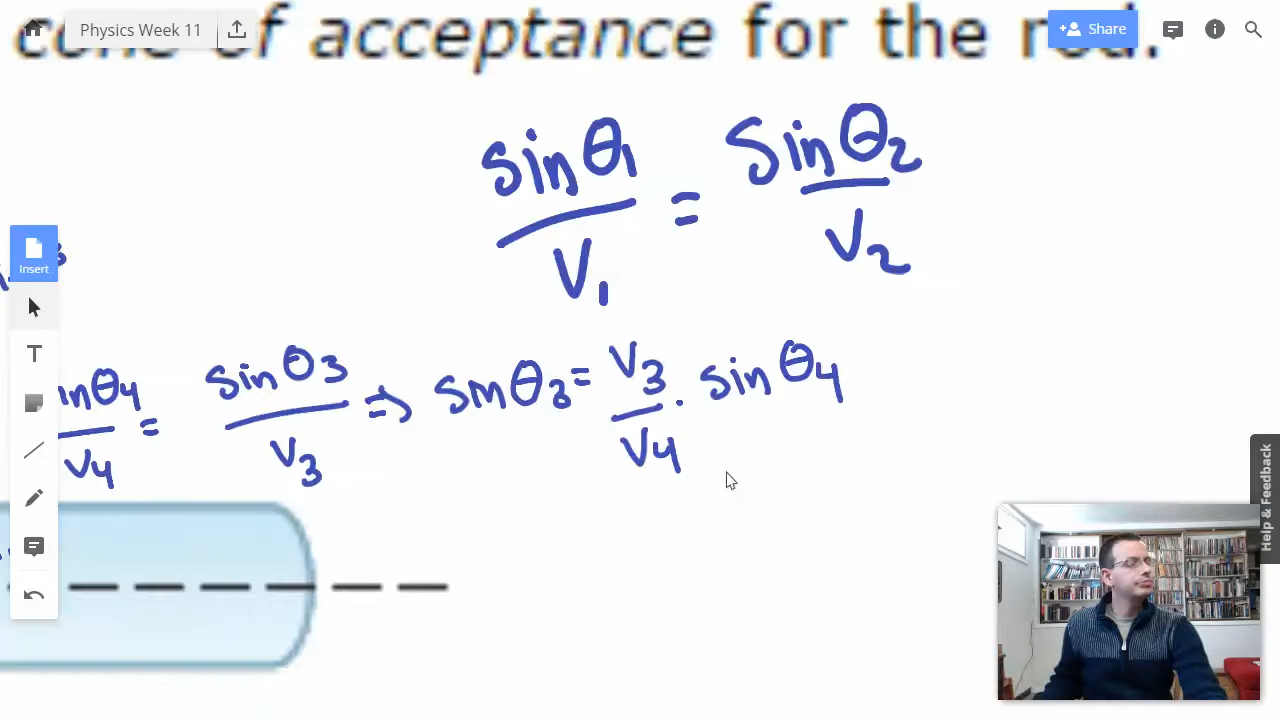 cone of acceptance for the rod.
Physics Week 11
Share
sinθ1 / V1 = sinθ2 / V2
Insert
T
inθ4 / V4 = sinθ3 / V3 => sinθ3 = V3 / V4 · sinθ4
Help & Feedback